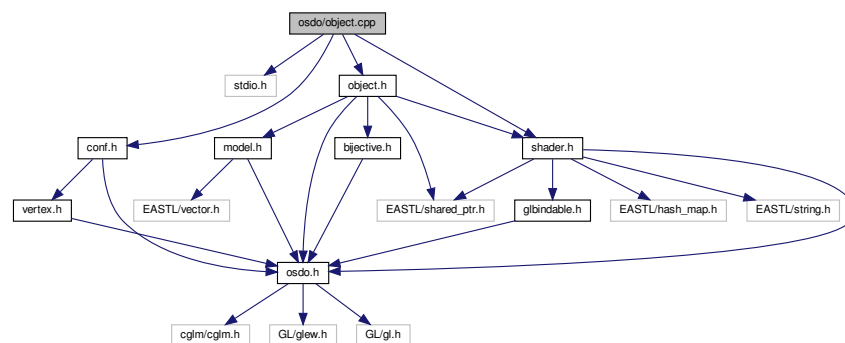 osdo/object.cpp
stdio.h
object.h
conf.h
model.h
bijective.h
shader.h
vertex.h
EASTL/vector.h
EASTL/shared_ptr.h
glbindable.h
EASTL/hash_map.h
EASTL/string.h
osdo.h
cglm/cglm.h
GL/glew.h
GL/gl.h